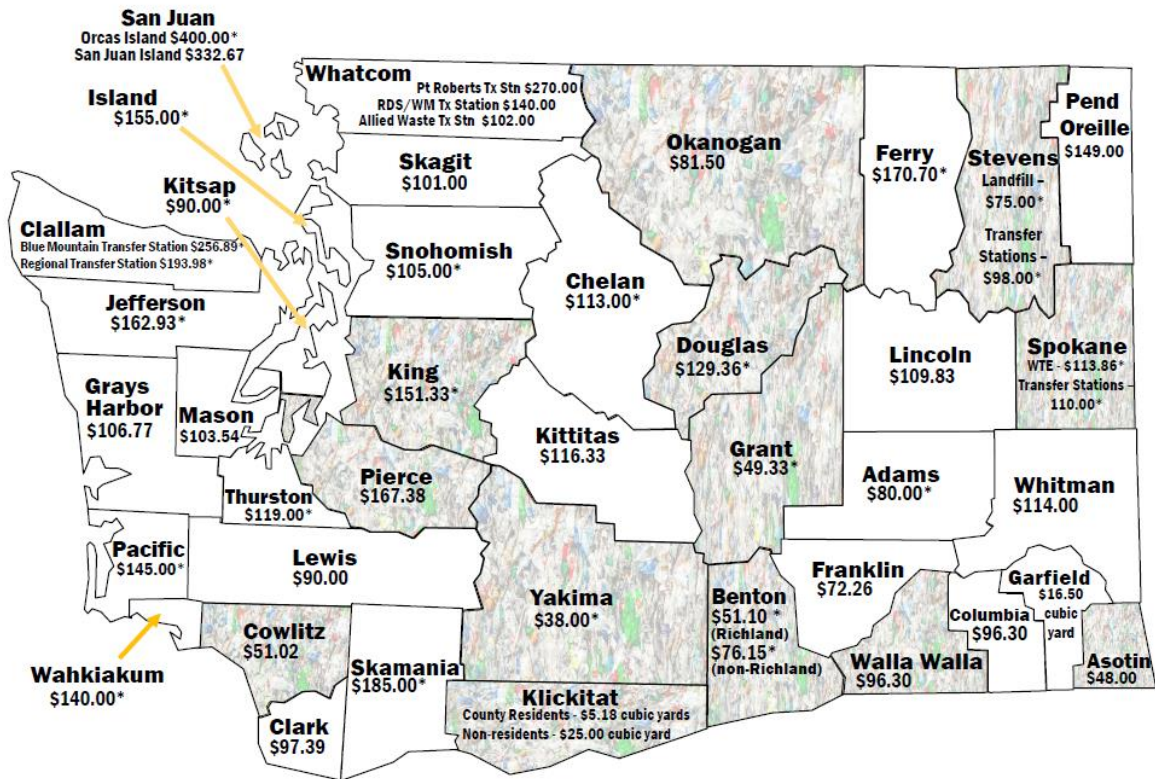 San Juan
Orcas Island $400.00*
San Juan Island $332.67
Island
$155.00*
Kitsap
$90.00*
Whatcom
Pt Roberts Tx Stn $270.00
RDS/WM Tx Station $140.00
Allied Waste Tx Stn $102.00
Skagit
$101.00
Snohomish
$105.00*
Okanogan
$81.50
Ferry
$170.70*
Stevens
Landfill –
$75.00*
Transfer
Stations –
$98.00*
Pend
Oreille
$149.00
Clallam
Blue Mountain Transfer Station $256.89*
Regional Transfer Station $193.98*
Jefferson
$162.93*
Chelan
$113.00*
Douglas
$129.36*
Lincoln
$109.83
Spokane
WTE - $113.86*
Transfer Stations –
110.00*
Grays
Harbor
$106.77
Mason
$103.54
King
$151.33*
Kittitas
$116.33
Grant
$49.33*
Adams
$80.00*
Whitman
$114.00
Pierce
$167.38
Thurston
$119.00*
Pacific
$145.00*
Lewis
$90.00
Yakima
$38.00*
Benton
$51.10*
(Richland)
$76.15*
(non-Richland)
Franklin
$72.26
Columbia
$96.30
Garfield
$16.50
cubic
yard
Wahkiakum
$140.00*
Cowlitz
$51.02
Skamania
$185.00*
Clark
$97.39
Klickitat
County Residents - $5.18 cubic yards
Non-residents - $25.00 cubic yard
Walla Walla
$96.30
Asotin
$48.00